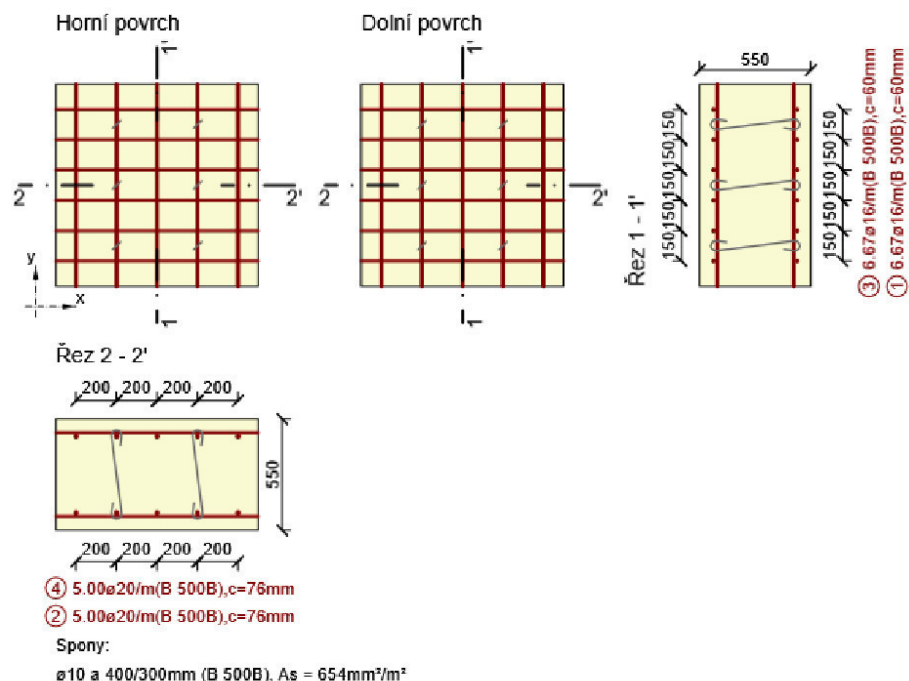 Horní povrch
Dolní povrch
1'
1'
550
2
2'
2
2'
y
x
1
1
150
150
150
150
150
150
150
150
150
150
Řez 1 - 1'
③ 6.67ø16/m(B 500B),c=60mm
① 6.67ø16/m(B 500B),c=60mm
Řez 2 - 2'
200 200 200 200
550
200 200 200 200
④ 5.00ø20/m(B 500B),c=76mm
② 5.00ø20/m(B 500B),c=76mm
Spony:
ø10 a 400/300mm (B 500B), As = 654mm²/m²